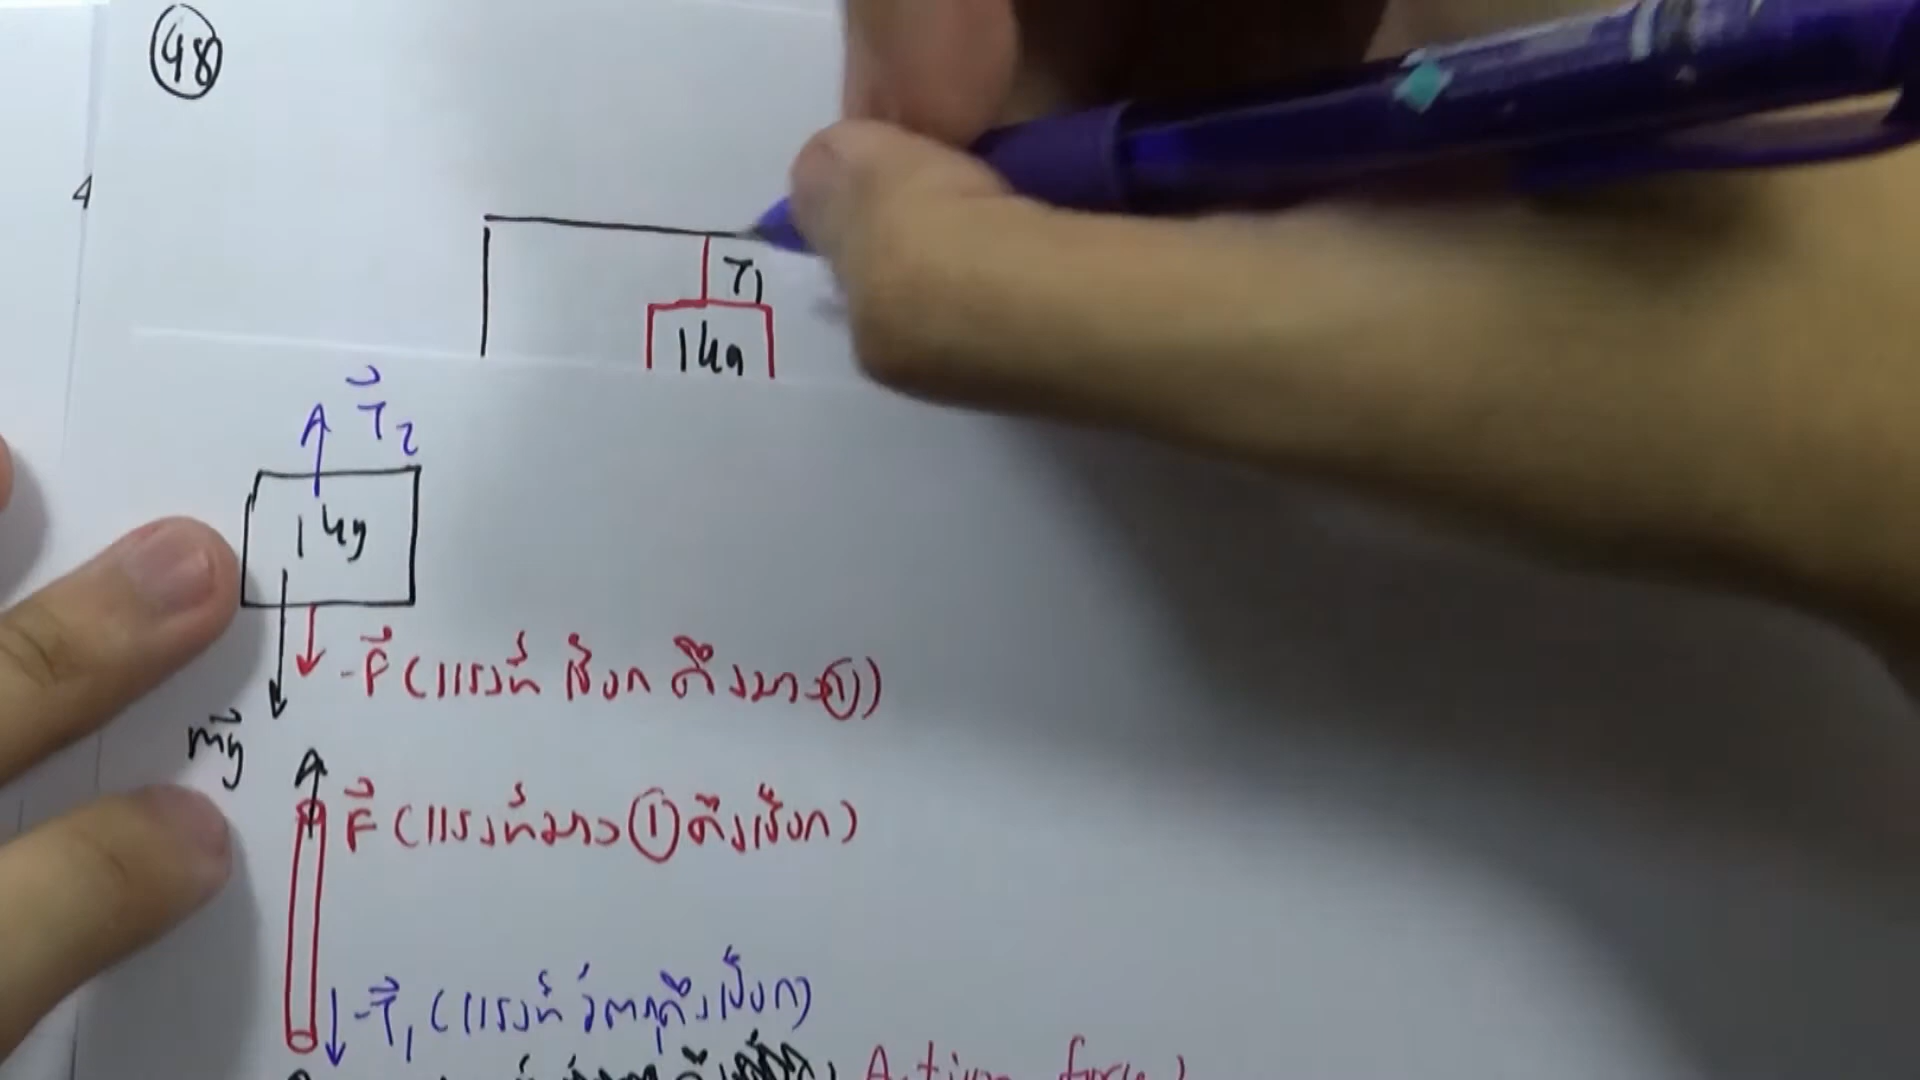 48
4
T1
1kg
T2
1kg
-F (แรงที่ เชือก ดึงมวล ①)
mg
F (แรงที่มวล ① ดึงเชือก)
-T1 (แรงที่ วัตถุดึงเชือก)
Action force)